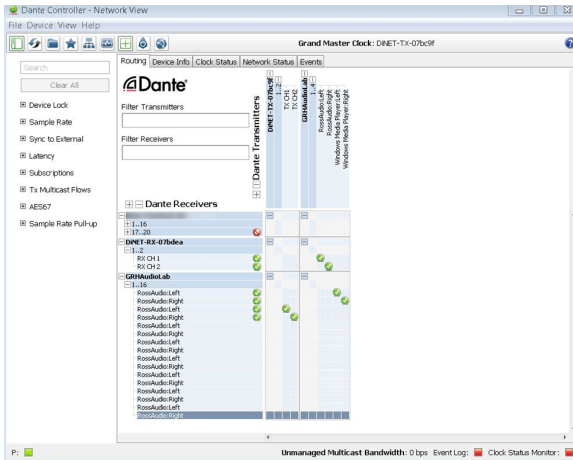 Dante Controller - Network View
File Device View Help
Grand Master Clock: DiNET-TX-07bc9f
Routing Device Info Clock Status Network Status Events
Search
Clear All
Device Lock
Sample Rate
Sync to External
Latency
Subscriptions
Tx Multicast Flows
AES67
Sample Rate Pull-up
Dante
Filter Transmitters
Filter Receivers
Dante Transmitters
DiNET-TX-07bc9f
1..2
TX CH1
TX CH2
GRHAudioLab
1..4
RossAudio:Left
RossAudio:Right
Windows Media Player:Left
Windows Media Player:Right
Dante Receivers
1..16
17..20
DiNET-RX-07bdea
1..2
RX CH 1
RX CH 2
GRHAudioLab
1..16
RossAudio:Left
RossAudio:Right
RossAudio:Left
RossAudio:Right
RossAudio:Left
RossAudio:Right
RossAudio:Left
RossAudio:Right
RossAudio:Left
RossAudio:Right
RossAudio:Left
RossAudio:Right
RossAudio:Left
RossAudio:Right
RossAudio:Left
RossAudio:Right
P:
Unmanaged Multicast Bandwidth: 0 bps Event Log: Clock Status Monitor: